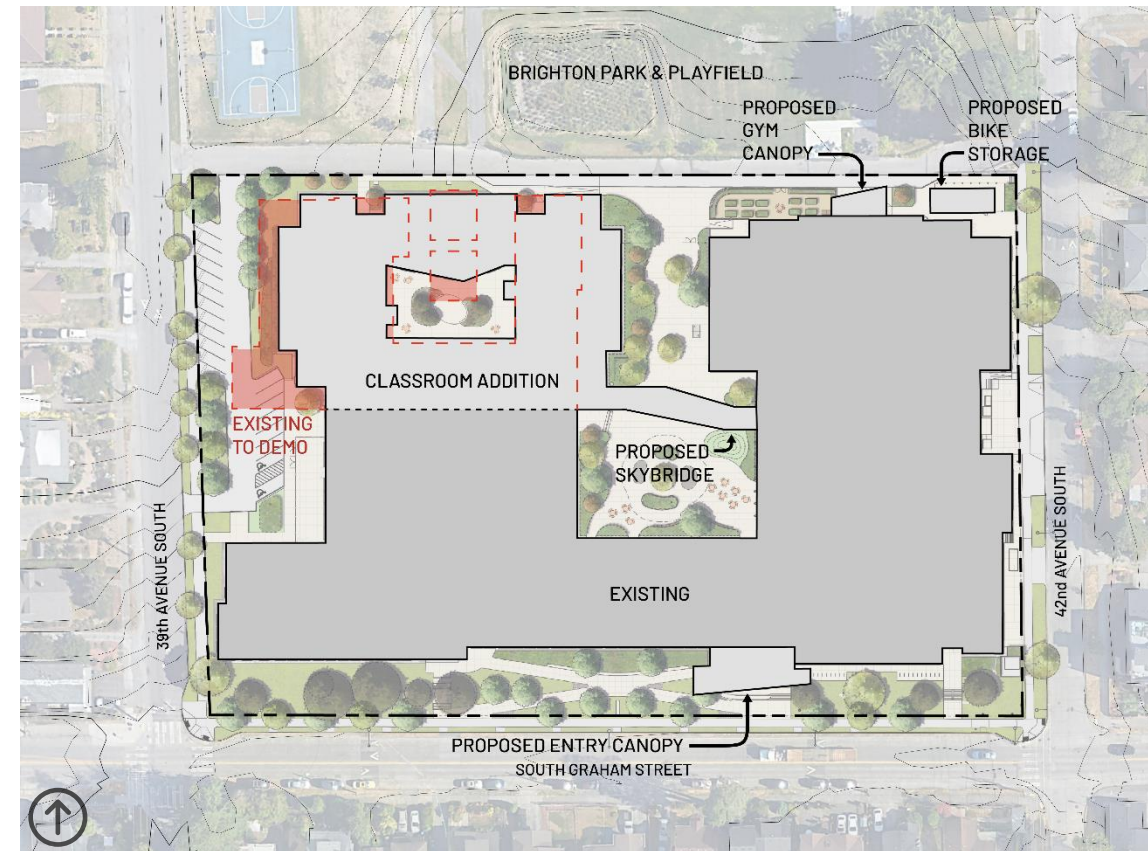 BRIGHTON PARK & PLAYFIELD
PROPOSED
GYM
CANOPY
PROPOSED
BIKE
STORAGE
CLASSROOM ADDITION
EXISTING
TO DEMO
PROPOSED
SKYBRIDGE
39th AVENUE SOUTH
42nd AVENUE SOUTH
EXISTING
PROPOSED ENTRY CANOPY
SOUTH GRAHAM STREET